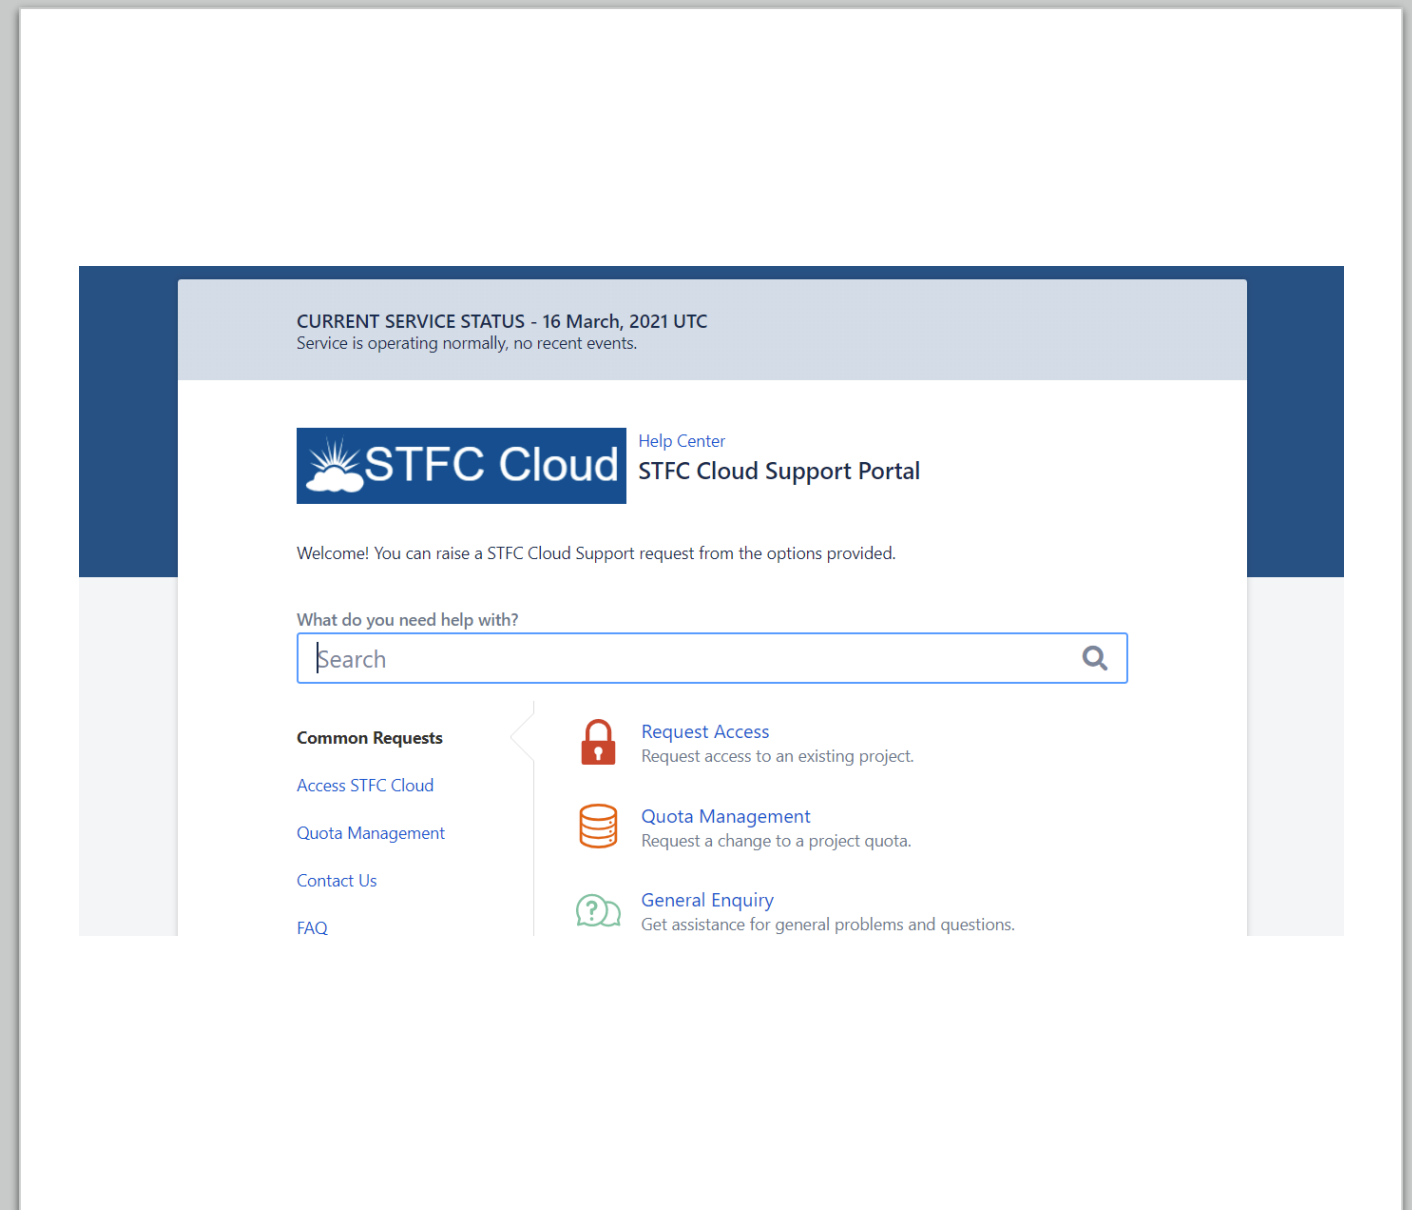 CURRENT SERVICE STATUS - 16 March, 2021 UTC
Service is operating normally, no recent events.
STFC Cloud
Help Center
STFC Cloud Support Portal
Welcome! You can raise a STFC Cloud Support request from the options provided.
What do you need help with?
Search
Common Requests
Access STFC Cloud
Quota Management
Contact Us
FAQ
Request Access
Request access to an existing project.
Quota Management
Request a change to a project quota.
General Enquiry
Get assistance for general problems and questions.